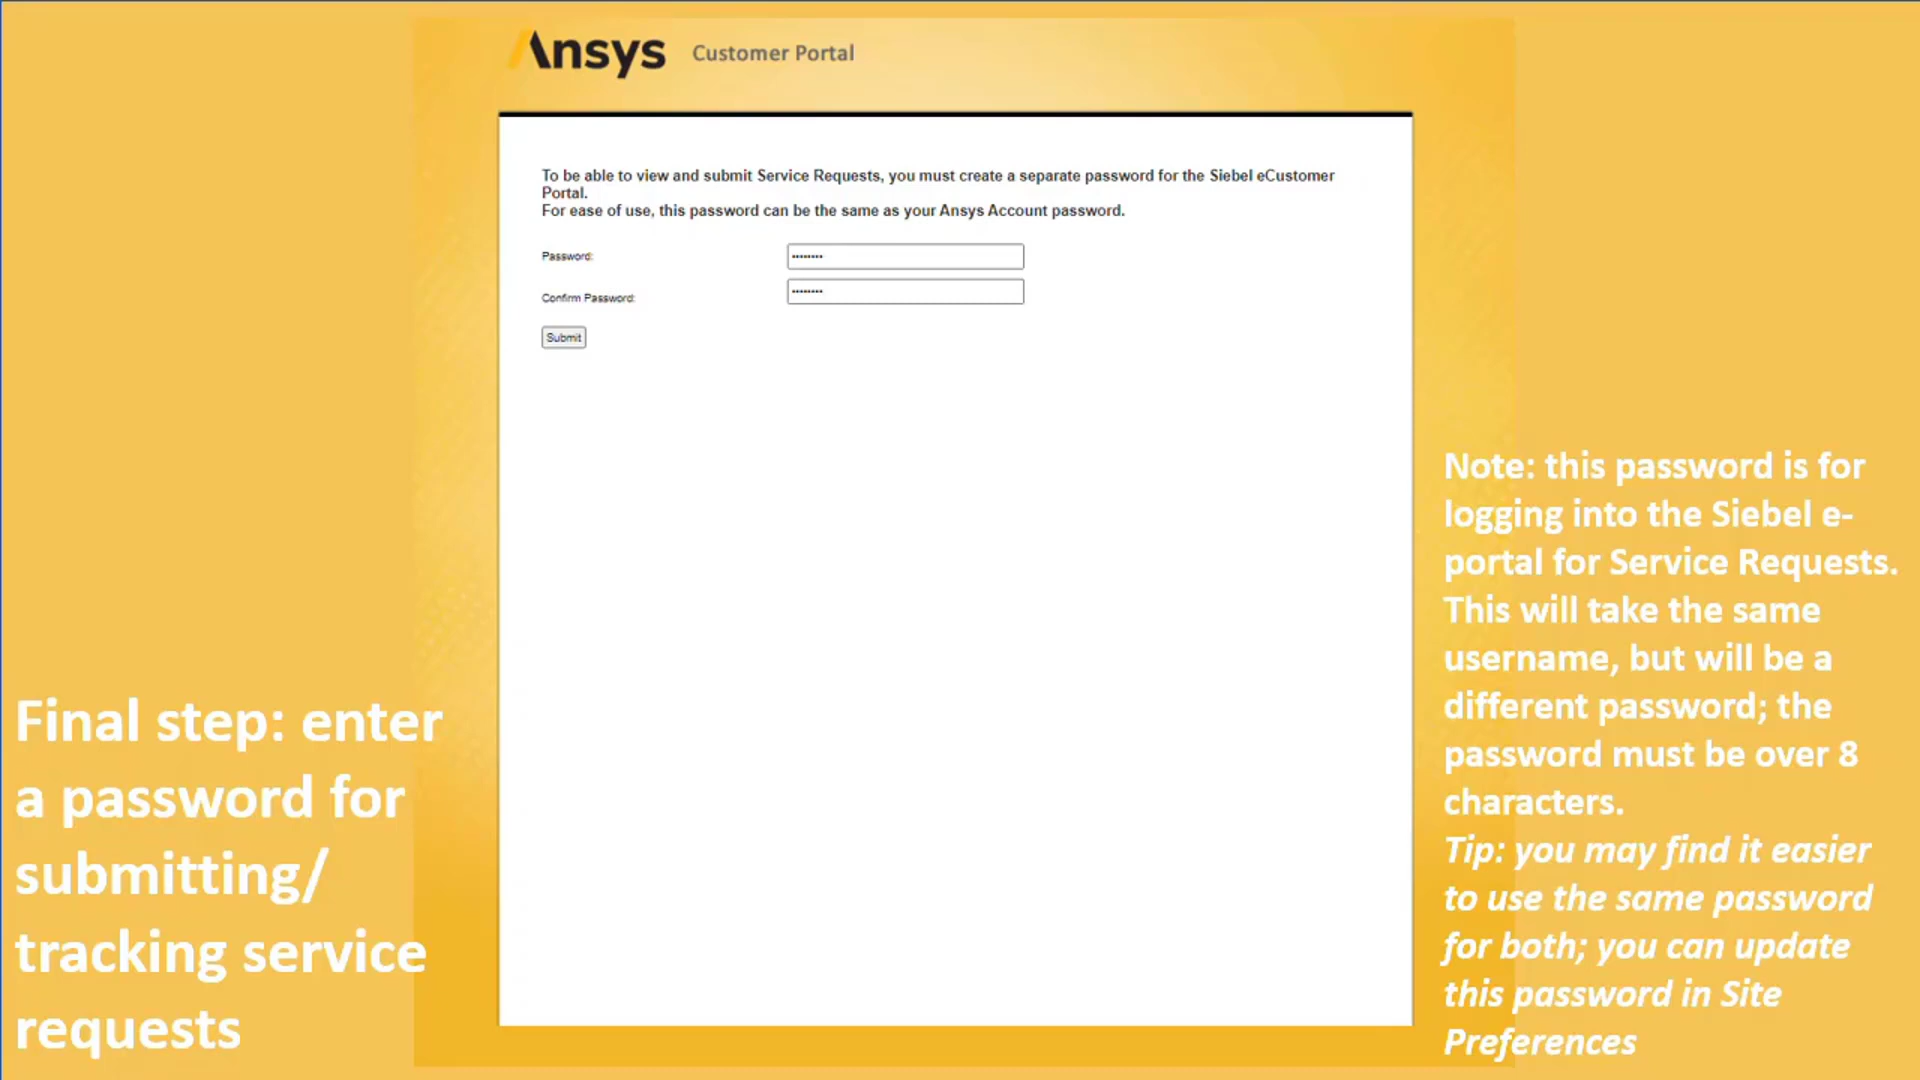 Ansys Customer Portal
To be able to view and submit Service Requests, you must create a separate password for the Siebel eCustomer
Portal.
For ease of use, this password can be the same as your Ansys Account password.
Password: ••••••••
Confirm Password: ••••••••
Submit
Final step: enter
a password for
submitting/
tracking service
requests
Note: this password is for
logging into the Siebel e-
portal for Service Requests.
This will take the same
username, but will be a
different password; the
password must be over 8
characters.
Tip: you may find it easier
to use the same password
for both; you can update
this password in Site
Preferences